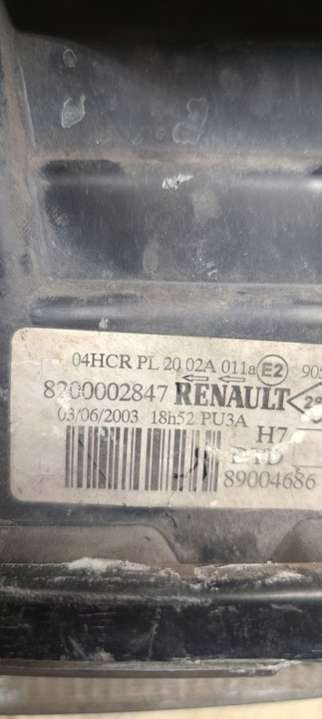 04HCR PL 20 02A 011a E2 905
8200002847 RENAULT
03/06/2003 18h52 PU3A
H7
89004686